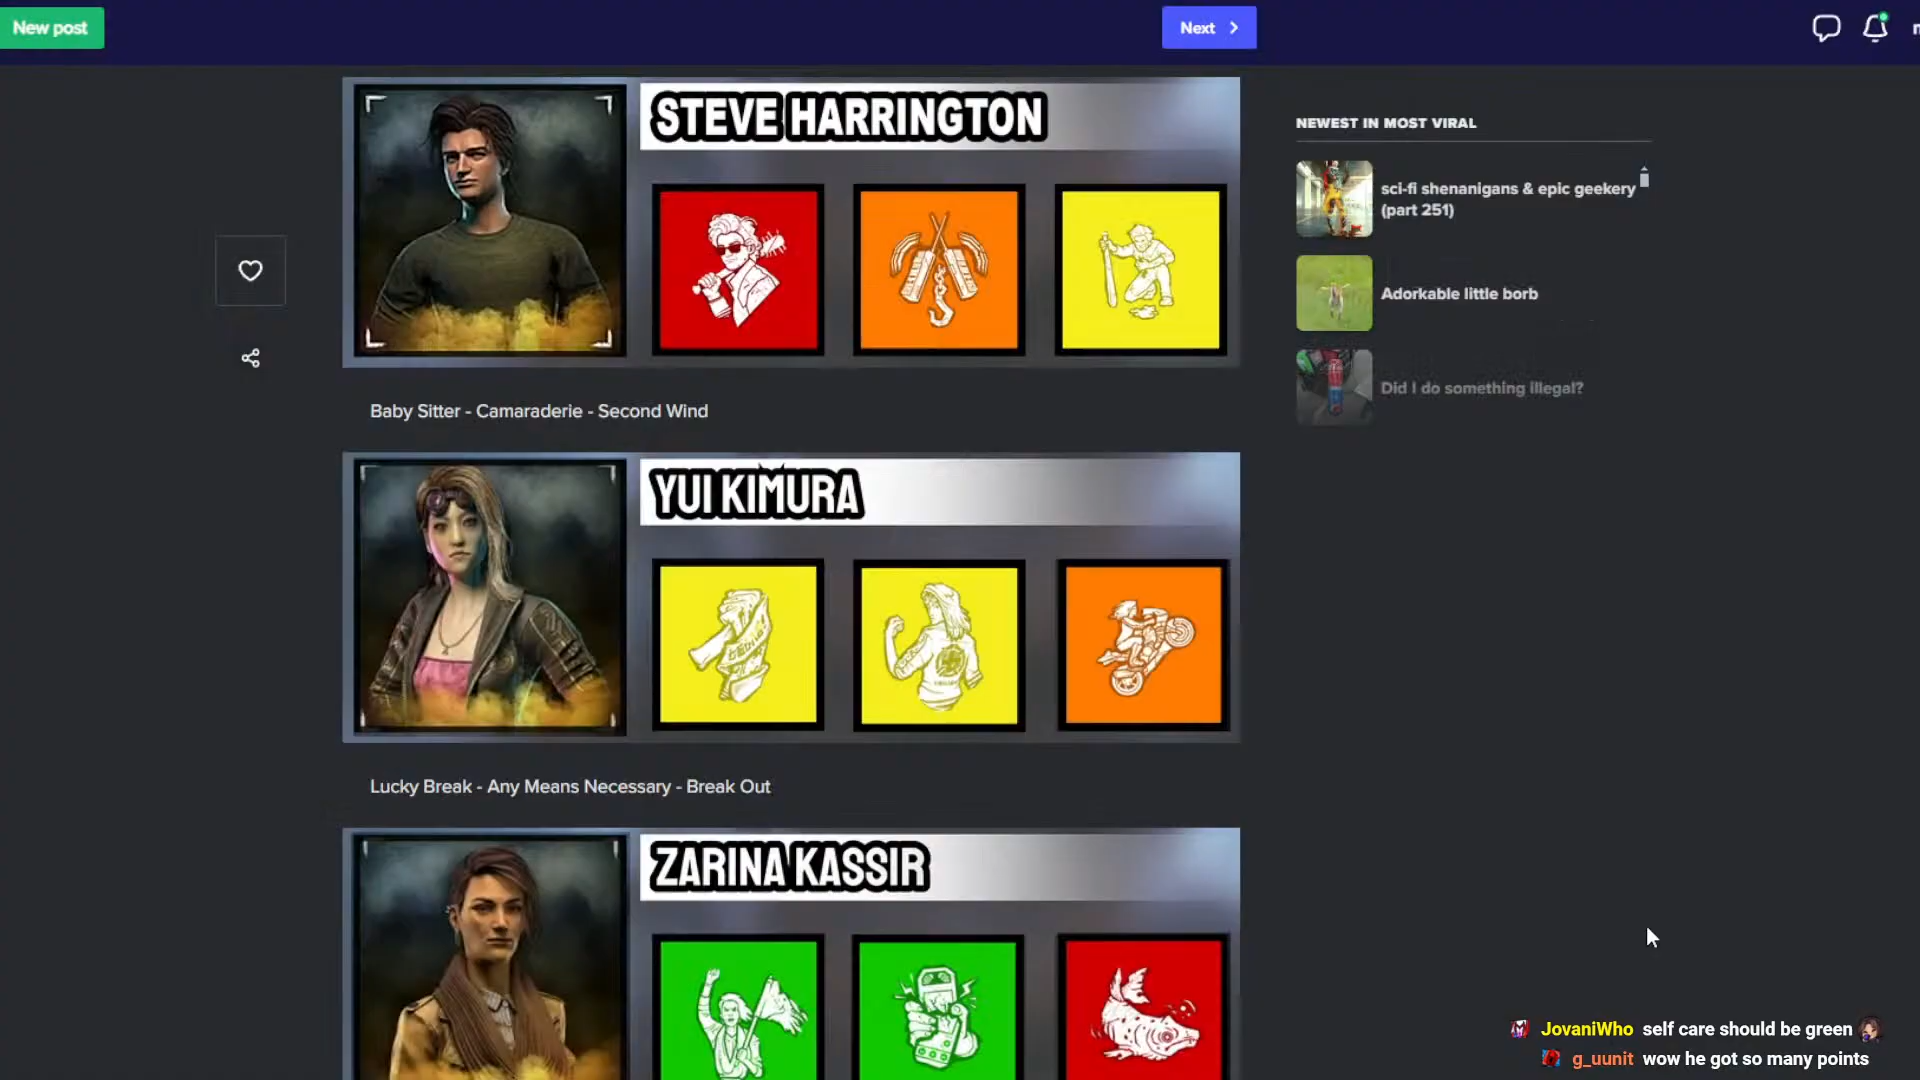 New post
Next
STEVE HARRINGTON
NEWEST IN MOST VIRAL
sci-fi shenanigans & epic geekery
(part 251)
Adorkable little borb
Did I do something illegal?
Baby Sitter - Camaraderie - Second Wind
YUI KIMURA
Lucky Break - Any Means Necessary - Break Out
ZARINA KASSIR
JovaniWho self care should be green
g_uunit wow he got so many points